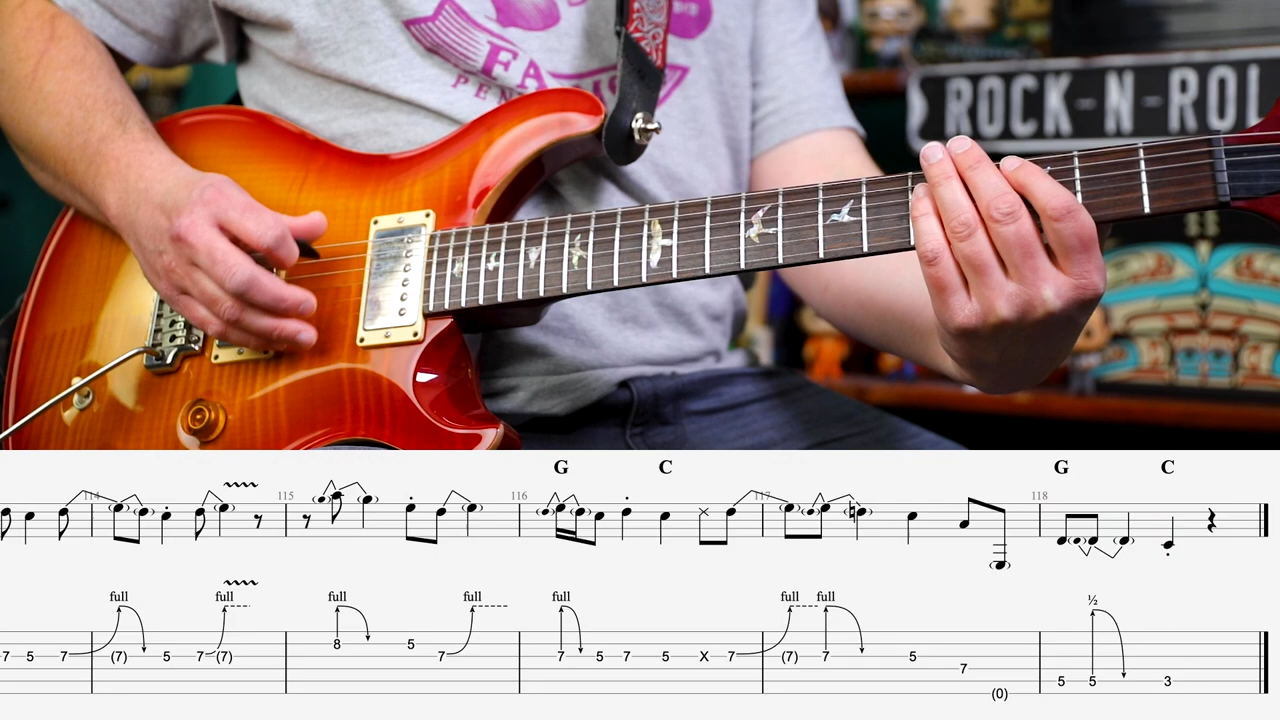 FA
PEN
ROCK-N-ROL
G C G C
114 115 116 117 118
full full full full full full full ½
8 5
7 5 7 (7) 5 7 (7) 7 7 5 7 5 X 7 (7) 7 5
7
5 5 3
(0)